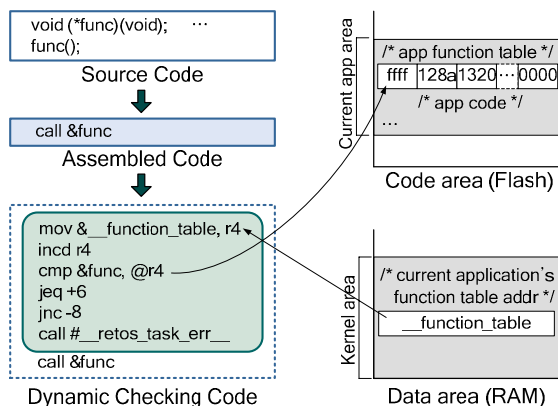 void (*func)(void); ...
func();
Source Code
call &func
Assembled Code
mov &__function_table, r4
incd r4
cmp &func, @r4
jeq +6
jnc -8
call #__retos_task_err__
call &func
Dynamic Checking Code
Current app area
/* app function table */
ffff 128a 1320 ... 0000
/* app code */
...
Code area (Flash)
Kernel area
/* current application's
function table addr */
__function_table
Data area (RAM)